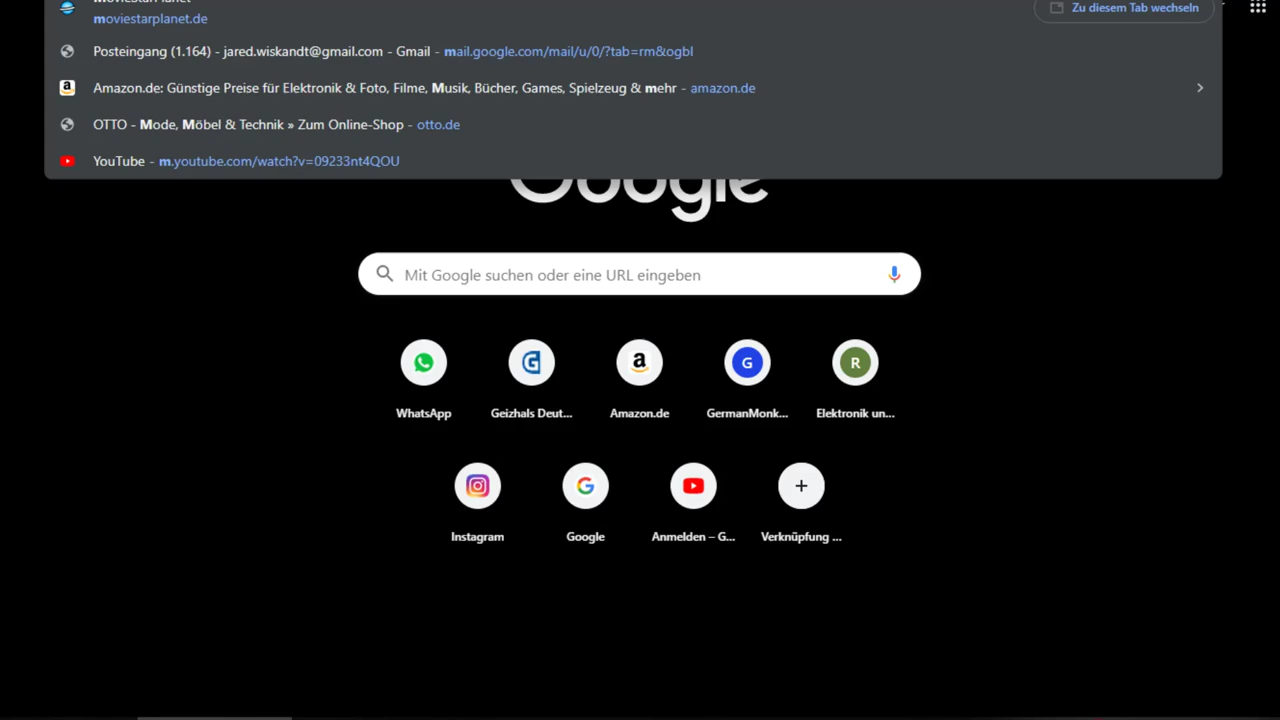 moviestarplanet.de
Zu diesem Tab wechseln
Posteingang (1.164) - jared.wiskandt@gmail.com - Gmail - mail.google.com/mail/u/0/?tab=rm&ogbl
Amazon.de: Günstige Preise für Elektronik & Foto, Filme, Musik, Bücher, Games, Spielzeug & mehr - amazon.de
OTTO - Mode, Möbel & Technik » Zum Online-Shop - otto.de
YouTube - m.youtube.com/watch?v=09233nt4QOU
Google
Mit Google suchen oder eine URL eingeben
G R
WhatsApp Geizhals Deut... Amazon.de GermanMonk... Elektronik un...
Instagram Google Anmelden – G... Verknüpfung ...